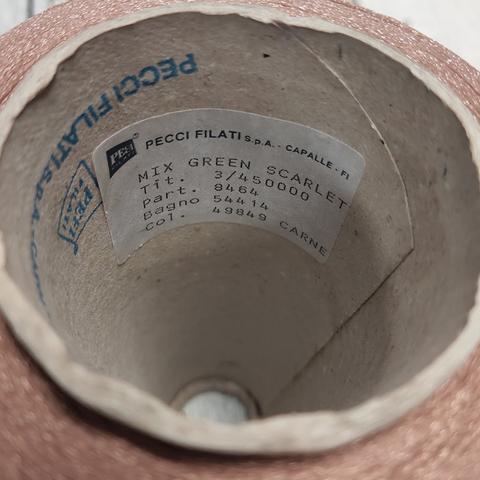 PECCI FILATI S.p.A.
PECCI FILATI S.p.A. - CAPALLE - FI
MIX GREEN SCARLET
Tit. 3/450000
Part. 8464
Bagno 54414
Col. 49849 CARNE